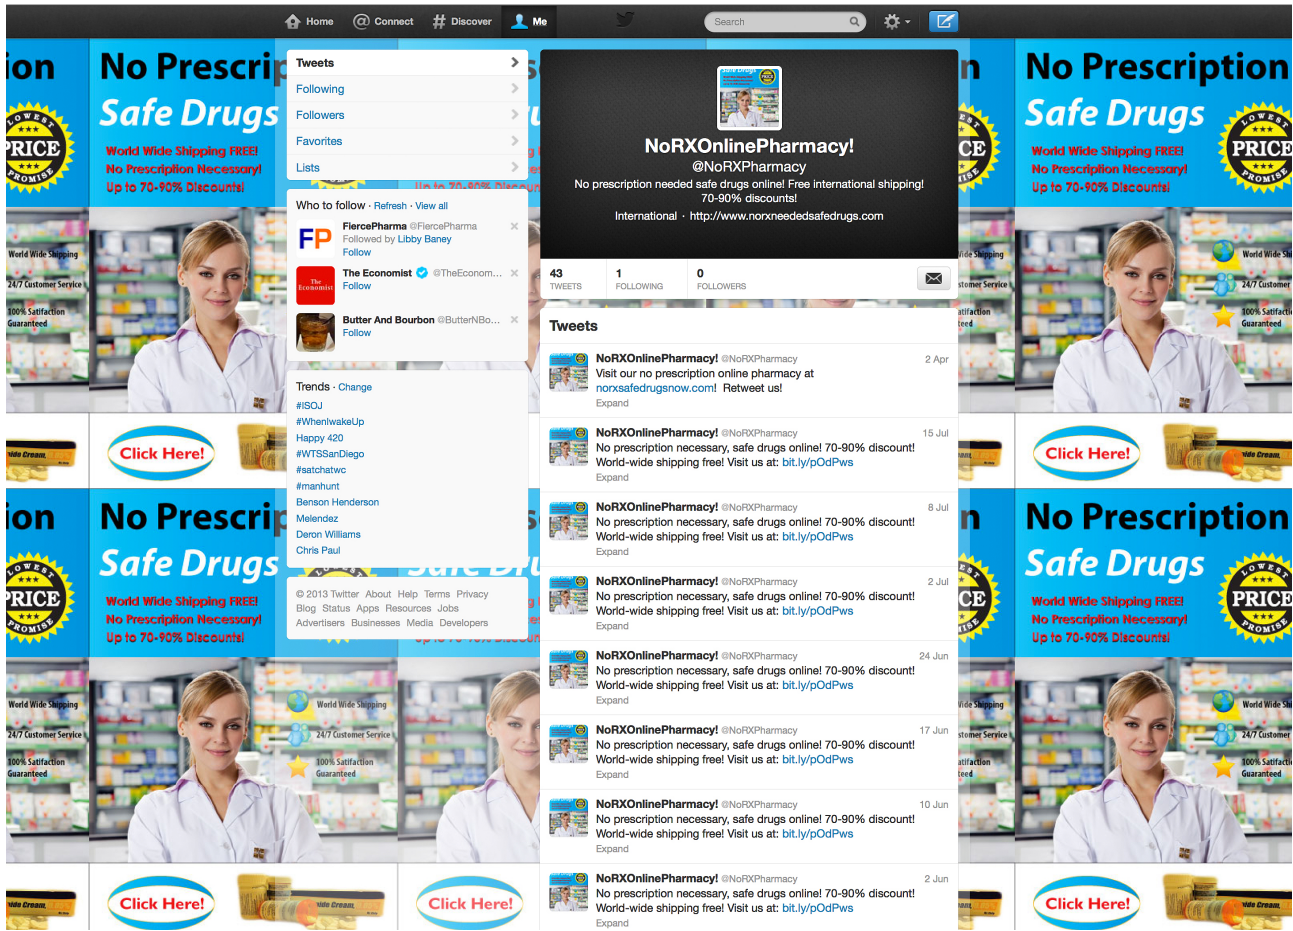 Home
Connect
Discover
Me
Search
No Prescription
Safe Drugs
LOWEST
PRICE
PROMISE
World Wide Shipping FREE!
No Prescription Necessary!
Up to 70-90% Discounts!
World Wide Shipping
24/7 Customer Service
100% Satifaction
Guaranteed
Click Here!
Tweets
Following
Followers
Favorites
Lists
Who to follow · Refresh · View all
FiercePharma @FiercePharma
Followed by Libby Baney
Follow
The Economist @TheEconom...
Follow
Butter And Bourbon @ButterNBo...
Follow
FP
The
Economist
Trends · Change
#ISOJ
#WhenIwakeUp
Happy 420
#WTSSanDiego
#satchatwc
#manhunt
Benson Henderson
Melendez
Deron Williams
Chris Paul
© 2013 Twitter About Help Terms Privacy
Blog Status Apps Resources Jobs
Advertisers Businesses Media Developers
NoRXOnlinePharmacy!
@NoRXPharmacy
No prescription needed safe drugs online! Free international shipping!
70-90% discounts!
International · http://www.norxneededsafedrugs.com
43
TWEETS
1
FOLLOWING
0
FOLLOWERS
Tweets
NoRXOnlinePharmacy! @NoRXPharmacy 2 Apr
Visit our no prescription online pharmacy at
norxsafedrugsnow.com! Retweet us!
Expand
NoRXOnlinePharmacy! @NoRXPharmacy 15 Jul
No prescription necessary, safe drugs online! 70-90% discount!
World-wide shipping free! Visit us at: bit.ly/pOdPws
Expand
NoRXOnlinePharmacy! @NoRXPharmacy 8 Jul
No prescription necessary, safe drugs online! 70-90% discount!
World-wide shipping free! Visit us at: bit.ly/pOdPws
Expand
NoRXOnlinePharmacy! @NoRXPharmacy 2 Jul
No prescription necessary, safe drugs online! 70-90% discount!
World-wide shipping free! Visit us at: bit.ly/pOdPws
Expand
NoRXOnlinePharmacy! @NoRXPharmacy 24 Jun
No prescription necessary, safe drugs online! 70-90% discount!
World-wide shipping free! Visit us at: bit.ly/pOdPws
Expand
NoRXOnlinePharmacy! @NoRXPharmacy 17 Jun
No prescription necessary, safe drugs online! 70-90% discount!
World-wide shipping free! Visit us at: bit.ly/pOdPws
Expand
NoRXOnlinePharmacy! @NoRXPharmacy 10 Jun
No prescription necessary, safe drugs online! 70-90% discount!
World-wide shipping free! Visit us at: bit.ly/pOdPws
Expand
NoRXOnlinePharmacy! @NoRXPharmacy 2 Jun
No prescription necessary, safe drugs online! 70-90% discount!
World-wide shipping free! Visit us at: bit.ly/pOdPws
Expand